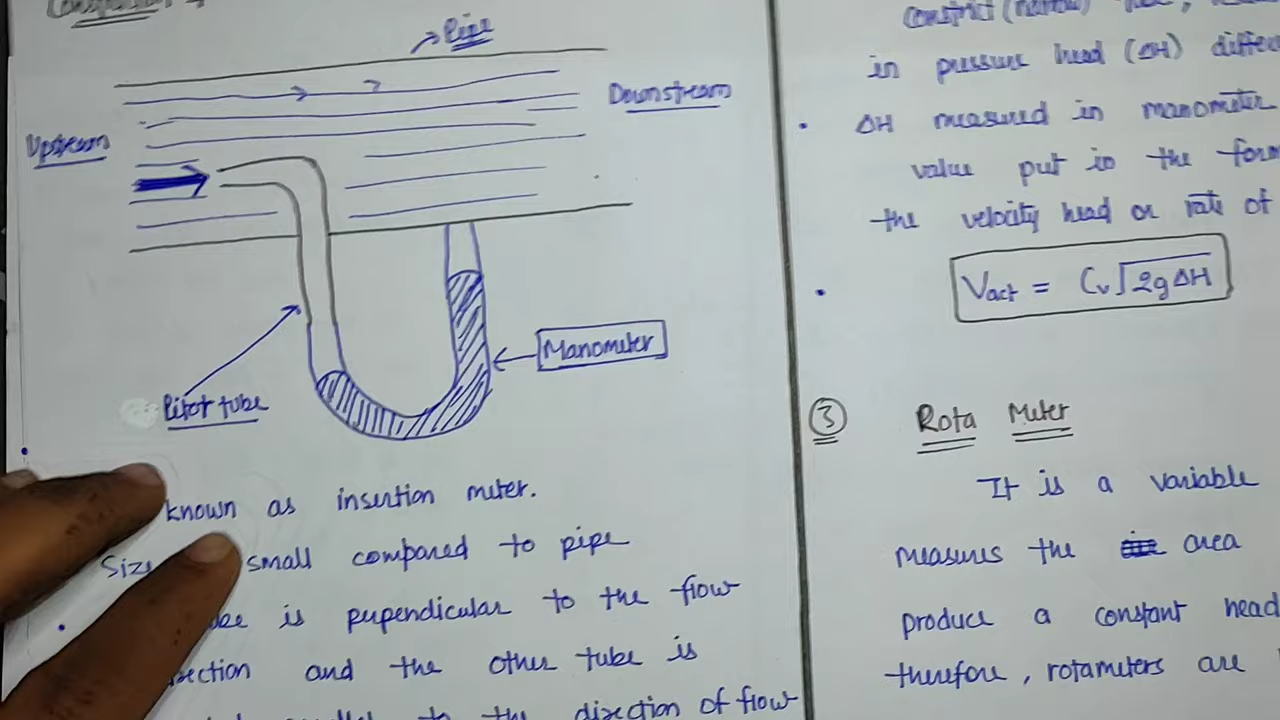 Pipe
Downstream
Upstream
Manometer
Pitot tube
known as insertion meter.
small compared to pipe
is perpendicular to the flow
and the other tube is
to the direction of flow
in pressure head (ΔH)
ΔH measured in manometer
value put in the
the velocity head or rate of
Vact = Cv√2gΔH
③ Rota Meter
It is a variable
measures the area
produce a constant head
therefore, rotameters are